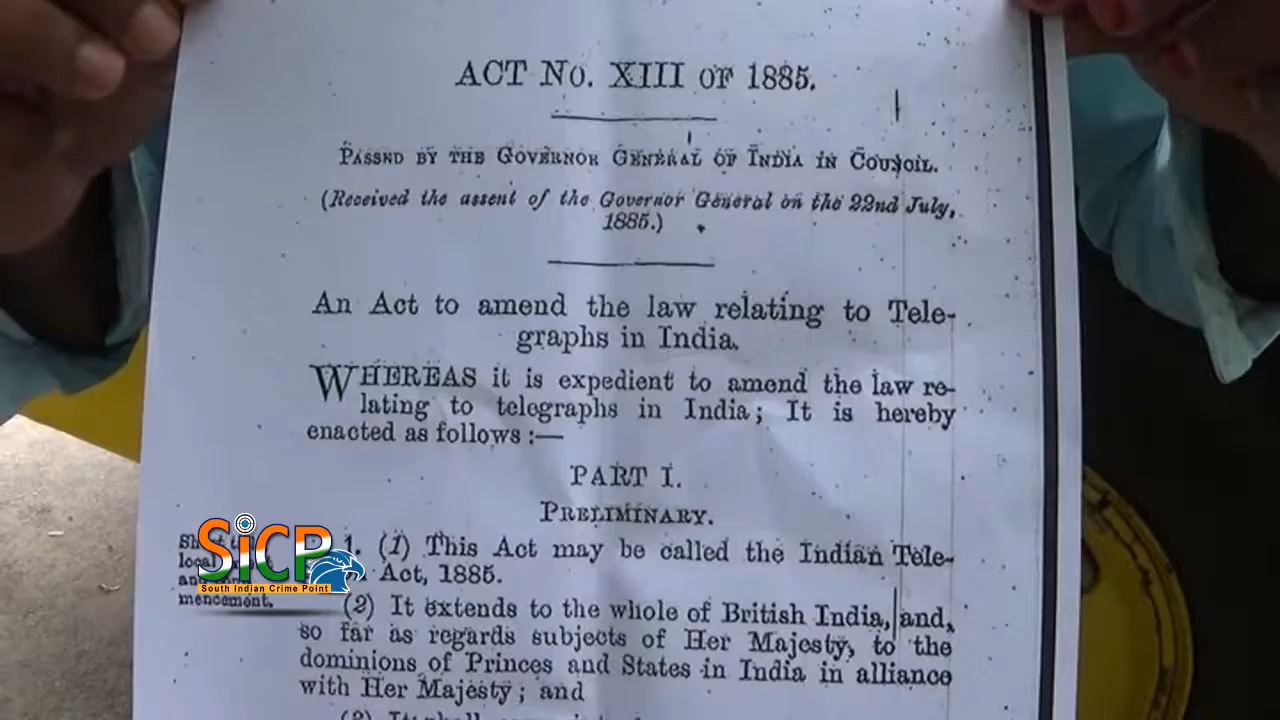 ACT No. XIII OF 1885.
PASSND BY THE GOVERNOR GENERAL OF INDIA IN COUNOIL.
(Received the assent of the Governor General on the 22nd July,
1885.)
An Act to amend the law relating to Tele-
graphs in India.
WHEREAS it is expedient to amend the law re-
lating to telegraphs in India; It is hereby
enacted as follows:—
PART I.
PRELIMINARY.
1. (1) This Act may be called the Indian Tele-
Act, 1885.
local
and
mencement.
SiCP
South Indian Crime Point
(2) It extends to the whole of British India, and,
so far as regards subjects of Her Majesty, to the
dominions of Princes and States in India in alliance
with Her Majesty; and